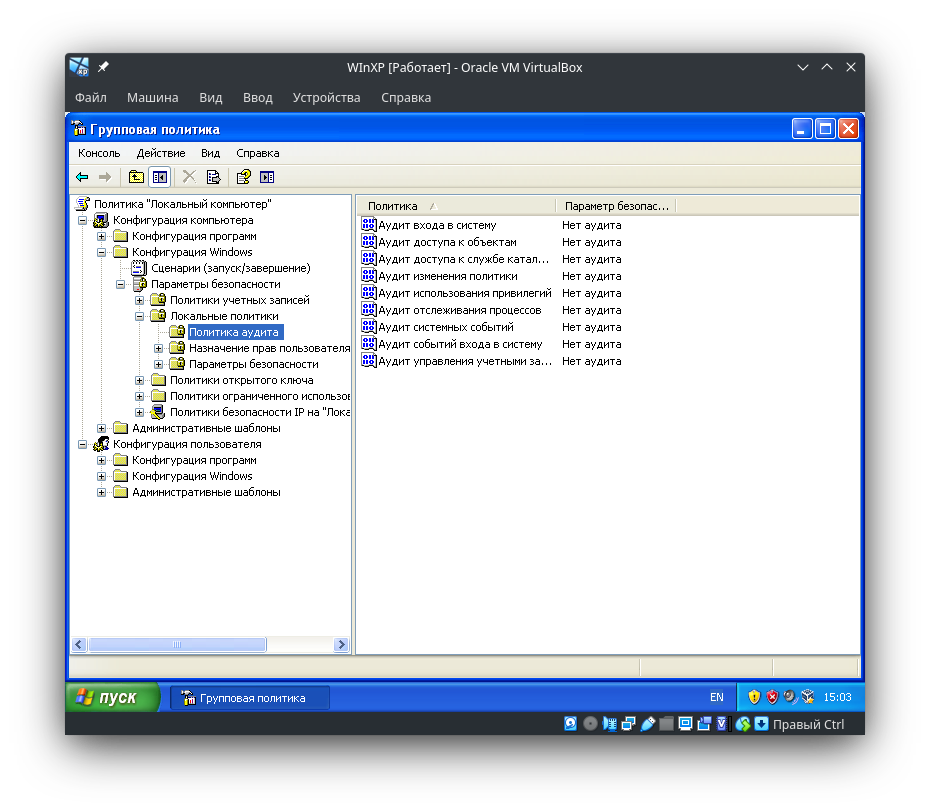 WInXP [Работает] - Oracle VM VirtualBox
Файл Машина Вид Ввод Устройства Справка
Групповая политика
Консоль Действие Вид Справка
Политика "Локальный компьютер"
Конфигурация компьютера
Конфигурация программ
Конфигурация Windows
Сценарии (запуск/завершение)
Параметры безопасности
Политики учетных записей
Локальные политики
Политика аудита
Назначение прав пользователя
Параметры безопасности
Политики открытого ключа
Политики ограниченного использов
Политики безопасности IP на "Лока
Административные шаблоны
Конфигурация пользователя
Конфигурация программ
Конфигурация Windows
Административные шаблоны
Политика Параметр безопас...
Аудит входа в систему Нет аудита
Аудит доступа к объектам Нет аудита
Аудит доступа к службе катал... Нет аудита
Аудит изменения политики Нет аудита
Аудит использования привилегий Нет аудита
Аудит отслеживания процессов Нет аудита
Аудит системных событий Нет аудита
Аудит событий входа в систему Нет аудита
Аудит управления учетными за... Нет аудита
пуск Групповая политика EN 15:03
Правый Ctrl